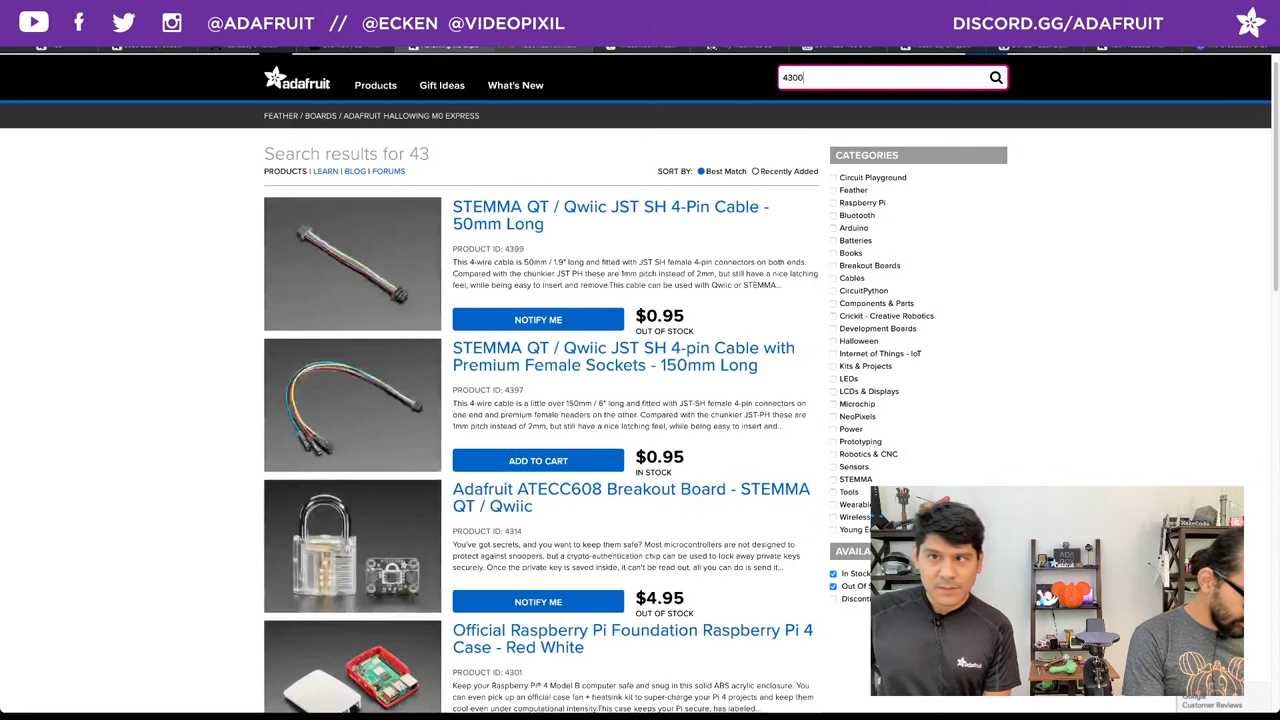 @ADAFRUIT // @ECKEN @VIDEOPIXIL
DISCORD.GG/ADAFRUIT
adafruit
Products
Gift Ideas
What's New
4300
FEATHER / BOARDS / ADAFRUIT HALLOWING M0 EXPRESS
Search results for 43
PRODUCTS | LEARN | BLOG | FORUMS
SORT BY: Best Match Recently Added
STEMMA QT / Qwiic JST SH 4-Pin Cable -
50mm Long
PRODUCT ID: 4399
This 4-wire cable is 50mm / 1.9" long and fitted with JST SH female 4-pin connectors on both ends.
Compared with the chunkier JST PH these are 1mm pitch instead of 2mm, but still have a nice latching
feel, while being easy to insert and remove.This cable can be used with Qwiic or STEMMA...
NOTIFY ME
$0.95
OUT OF STOCK
STEMMA QT / Qwiic JST SH 4-pin Cable with
Premium Female Sockets - 150mm Long
PRODUCT ID: 4397
This 4-wire cable is a little over 150mm / 6" long and fitted with JST-SH female 4-pin connectors on
one end and premium female headers on the other. Compared with the chunkier JST-PH these are
1mm pitch instead of 2mm, but still have a nice latching feel, while being easy to insert and...
ADD TO CART
$0.95
IN STOCK
Adafruit ATECC608 Breakout Board - STEMMA
QT / Qwiic
PRODUCT ID: 4314
You've got secrets, and you want to keep them safe? Most microcontrollers are not designed to
protect against snoopers, but a crypto-authentication chip can be used to lock away private keys
securely. Once the private key is saved inside, it can't be read out, all you can do is send it...
NOTIFY ME
$4.95
OUT OF STOCK
Official Raspberry Pi Foundation Raspberry Pi 4
Case - Red White
PRODUCT ID: 4301
Keep your Raspberry Pi® 4 Model B computer safe and snug in this solid ABS acrylic enclosure. You
can even pick up an official case fan + heatsink kit to super-charge your Pi 4 projects and keep them
cool even under computational intensity.This case keeps your Pi secure, has labeled...
CATEGORIES
Circuit Playground
Feather
Raspberry Pi
Bluetooth
Arduino
Batteries
Books
Breakout Boards
Cables
CircuitPython
Components & Parts
Crickit - Creative Robotics
Development Boards
Halloween
Internet of Things - IoT
Kits & Projects
LEDs
LCDs & Displays
Microchip
NeoPixels
Power
Prototyping
Robotics & CNC
Sensors
STEMMA
Tools
Wearab
Wireless
Young E
AVAILA
In Stock
Out Of S
Disconti
adafruit
Google
Customer Reviews